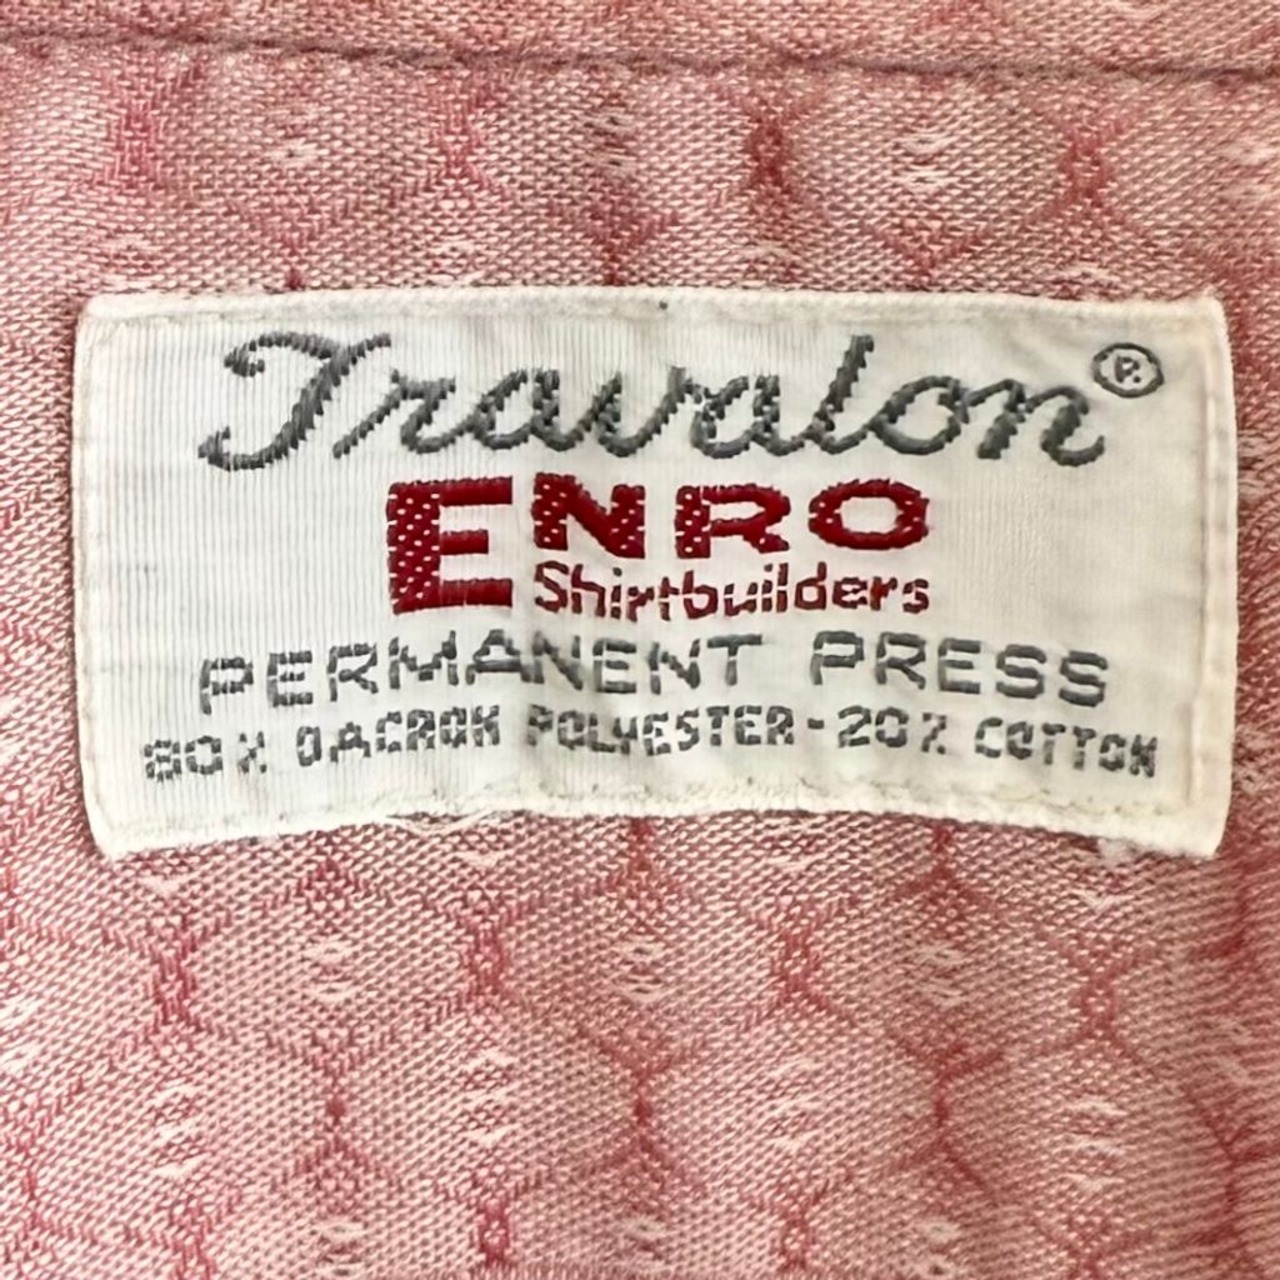 Travalon®
ENRO
Shirtbuilders
PERMANENT PRESS
80% DACRON POLYESTER-20% COTTON